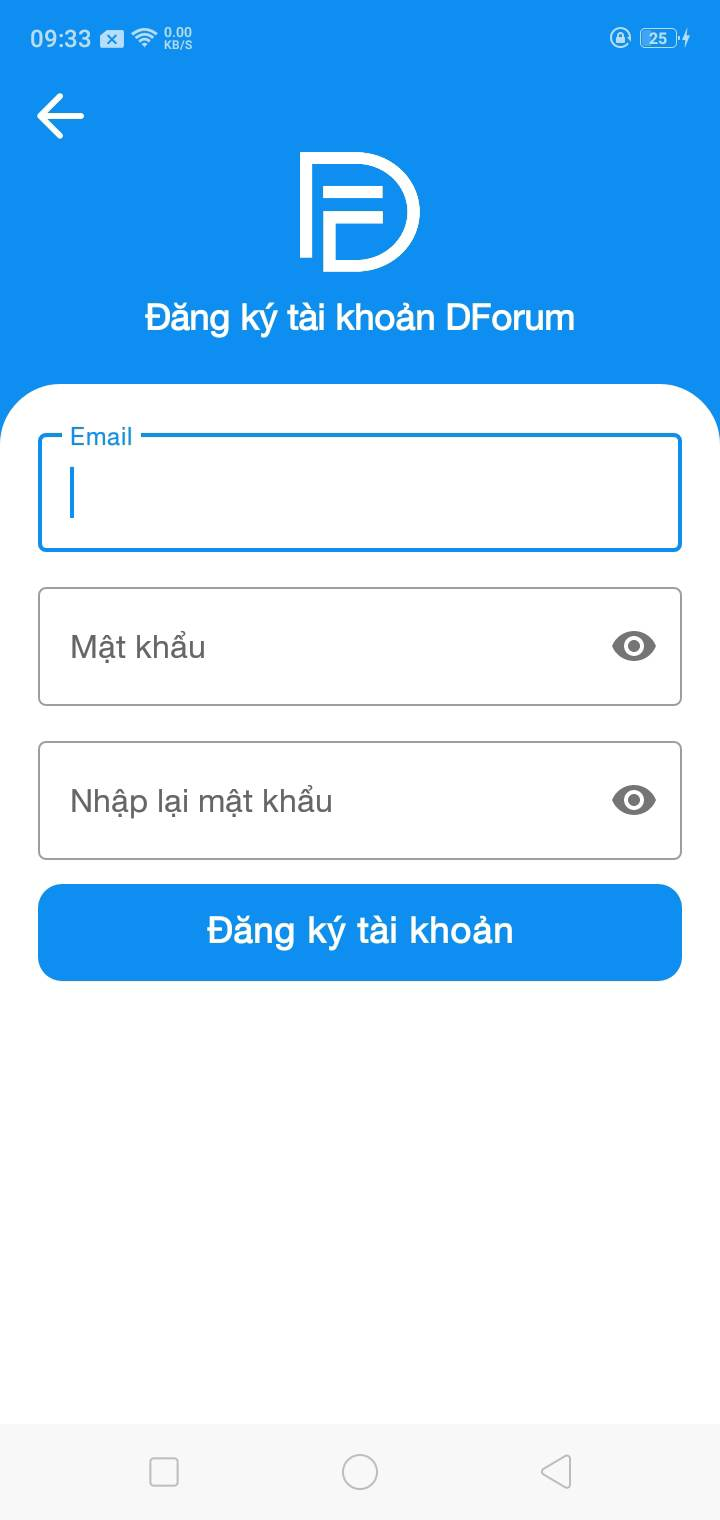 09:33
0.00
KB/S
25
Đăng ký tài khoản DForum
Email
Mật khẩu
Nhập lại mật khẩu
Đăng ký tài khoản